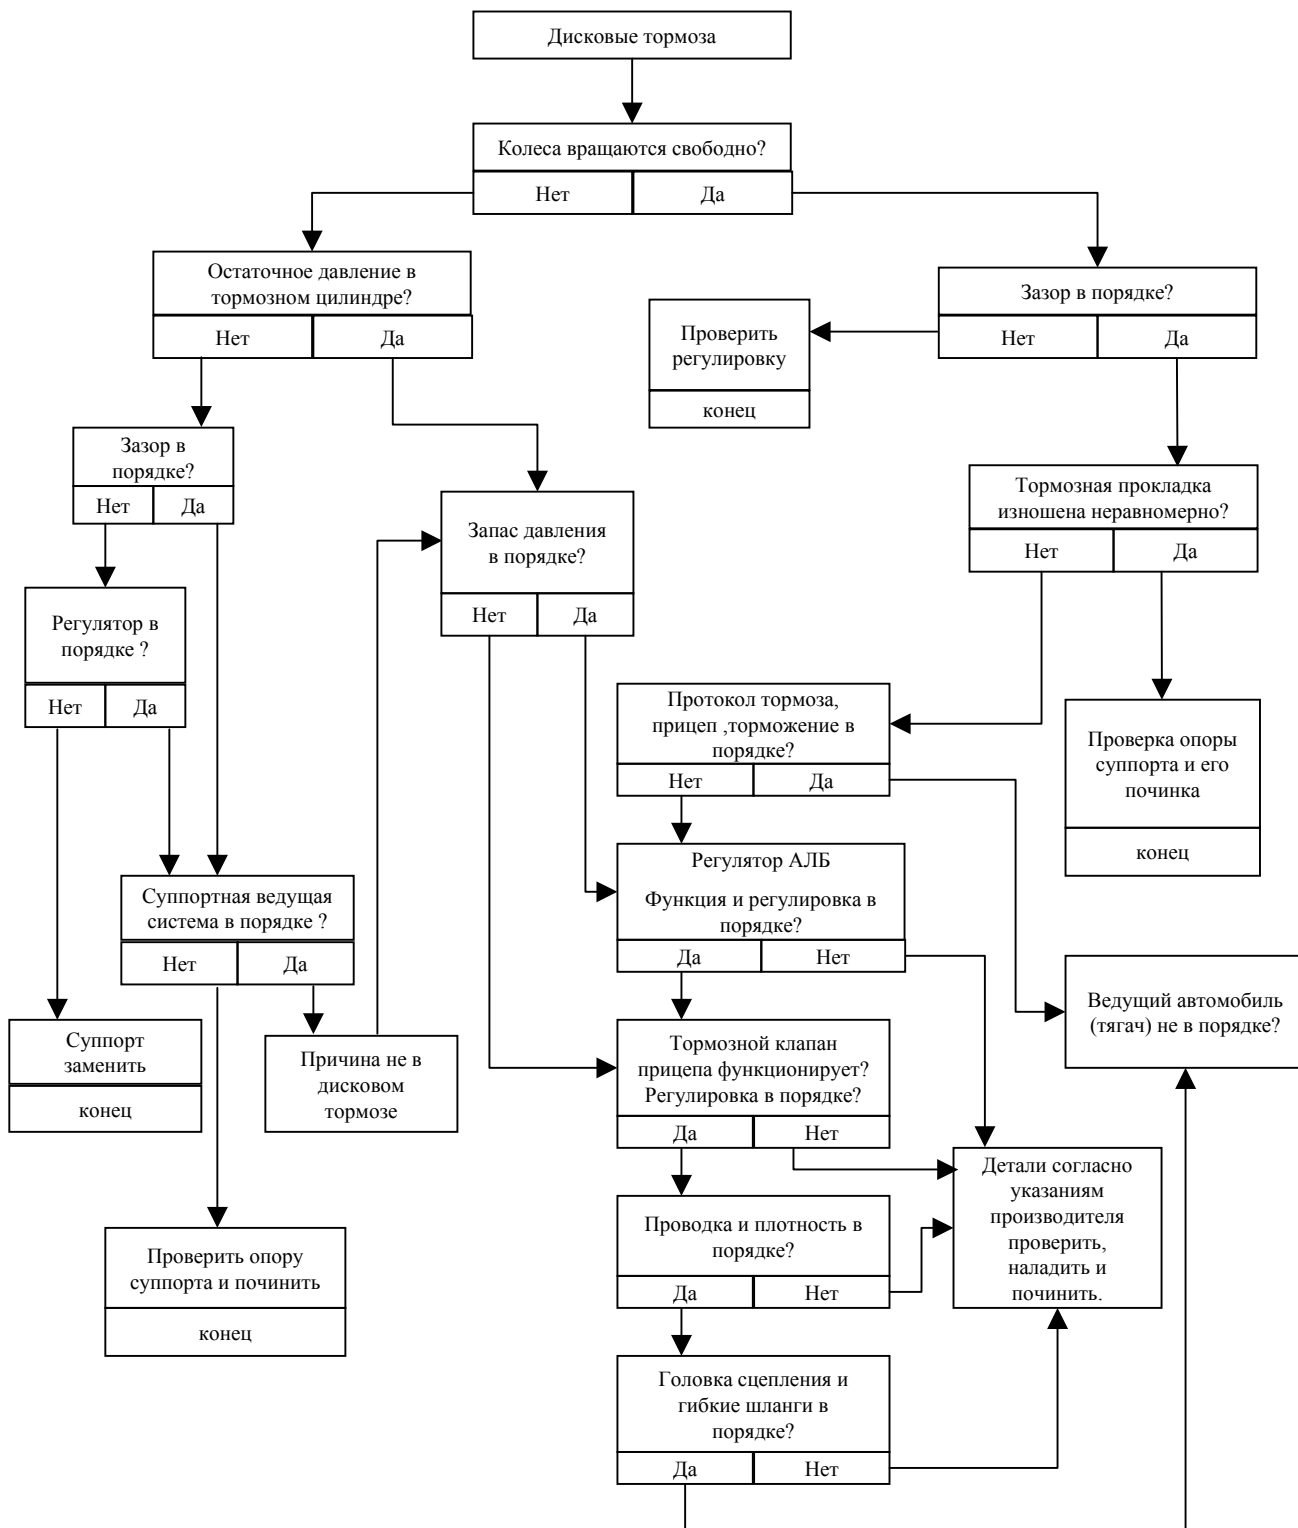 Дисковые тормоза
Колеса вращаются свободно?
Нет
Да
Остаточное давление в
тормозном цилиндре?
Нет
Да
Зазор в порядке?
Нет
Да
Проверить
регулировку
конец
Зазор в
порядке?
Нет
Да
Запас давления
в порядке?
Нет
Да
Тормозная прокладка
изношена неравномерно?
Нет
Да
Регулятор в
порядке ?
Нет
Да
Протокол тормоза,
прицеп ,торможение в
порядке?
Нет
Да
Проверка опоры
суппорта и его
починка
конец
Регулятор АЛБ
Функция и регулировка в
порядке?
Да
Нет
Суппортная ведущая
система в порядке ?
Нет
Да
Ведущий автомобиль
(тягач) не в порядке?
Суппорт
заменить
конец
Причина не в
дисковом
тормозе
Тормозной клапан
прицепа функционирует?
Регулировка в порядке?
Да
Нет
Детали согласно
указаниям
производителя
проверить,
наладить и
починить.
Проверить опору
суппорта и починить
конец
Проводка и плотность в
порядке?
Да
Нет
Головка сцепления и
гибкие шланги в
порядке?
Да
Нет